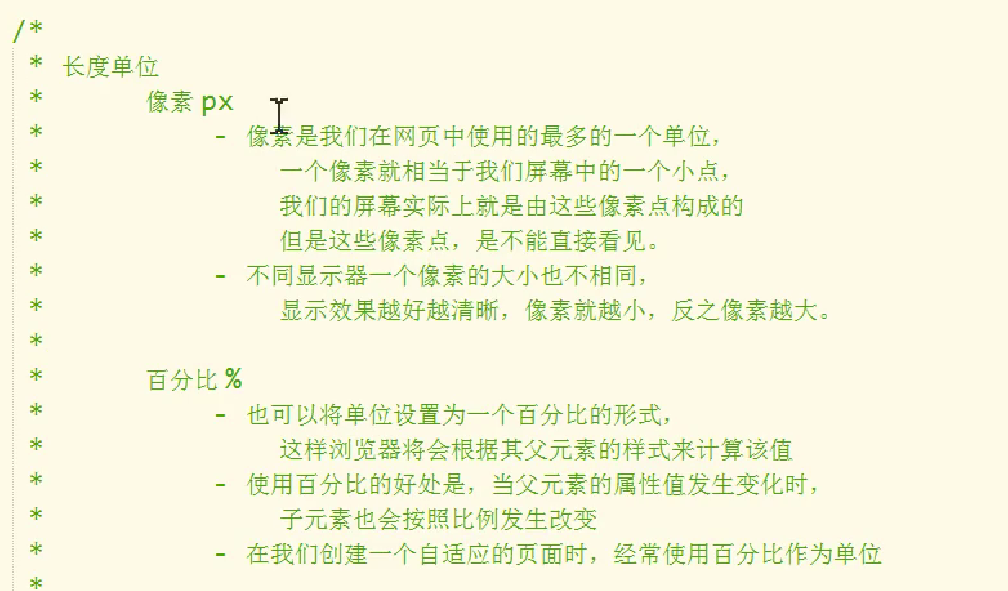 /*
* 长度单位
* 像素 px
* - 像素是我们在网页中使用的最多的一个单位，
* 一个像素就相当于我们屏幕中的一个小点，
* 我们的屏幕实际上就是由这些像素点构成的
* 但是这些像素点，是不能直接看见。
* - 不同显示器一个像素的大小也不相同，
* 显示效果越好越清晰，像素就越小，反之像素越大。
*
* 百分比 %
* - 也可以将单位设置为一个百分比的形式，
* 这样浏览器将会根据其父元素的样式来计算该值
* - 使用百分比的好处是，当父元素的属性值发生变化时，
* 子元素也会按照比例发生改变
* - 在我们创建一个自适应的页面时，经常使用百分比作为单位
*